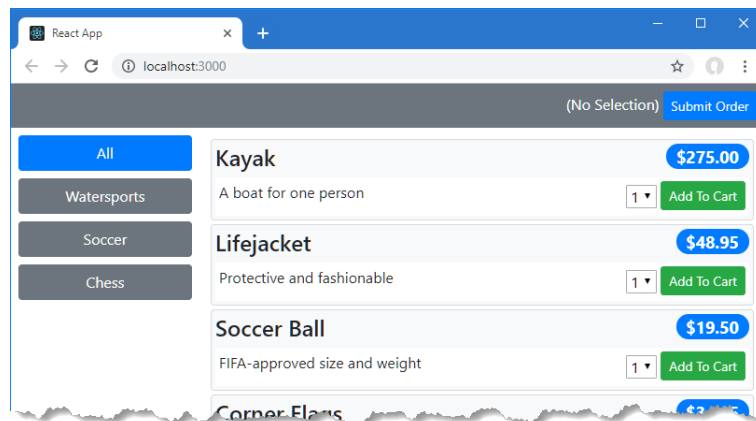 React App
localhost:3000
(No Selection) Submit Order
All
Watersports
Soccer
Chess
Kayak $275.00
A boat for one person 1 Add To Cart
Lifejacket $48.95
Protective and fashionable 1 Add To Cart
Soccer Ball $19.50
FIFA-approved size and weight 1 Add To Cart
Corner Flags